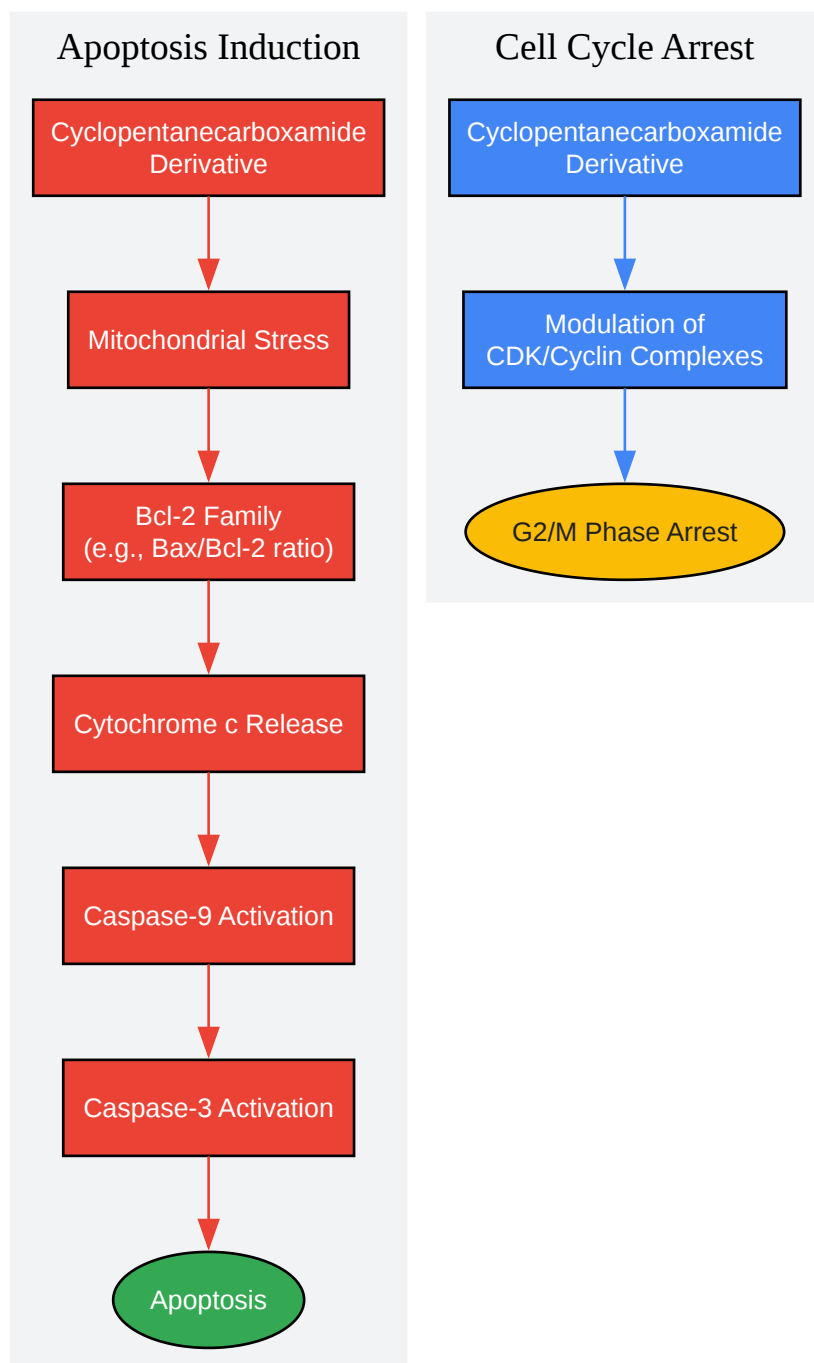 Apoptosis Induction
Cyclopentanecarboxamide
Derivative
Mitochondrial Stress
Bcl-2 Family
(e.g., Bax/Bcl-2 ratio)
Cytochrome c Release
Caspase-9 Activation
Caspase-3 Activation
Apoptosis
Cell Cycle Arrest
Cyclopentanecarboxamide
Derivative
Modulation of
CDK/Cyclin Complexes
G2/M Phase Arrest